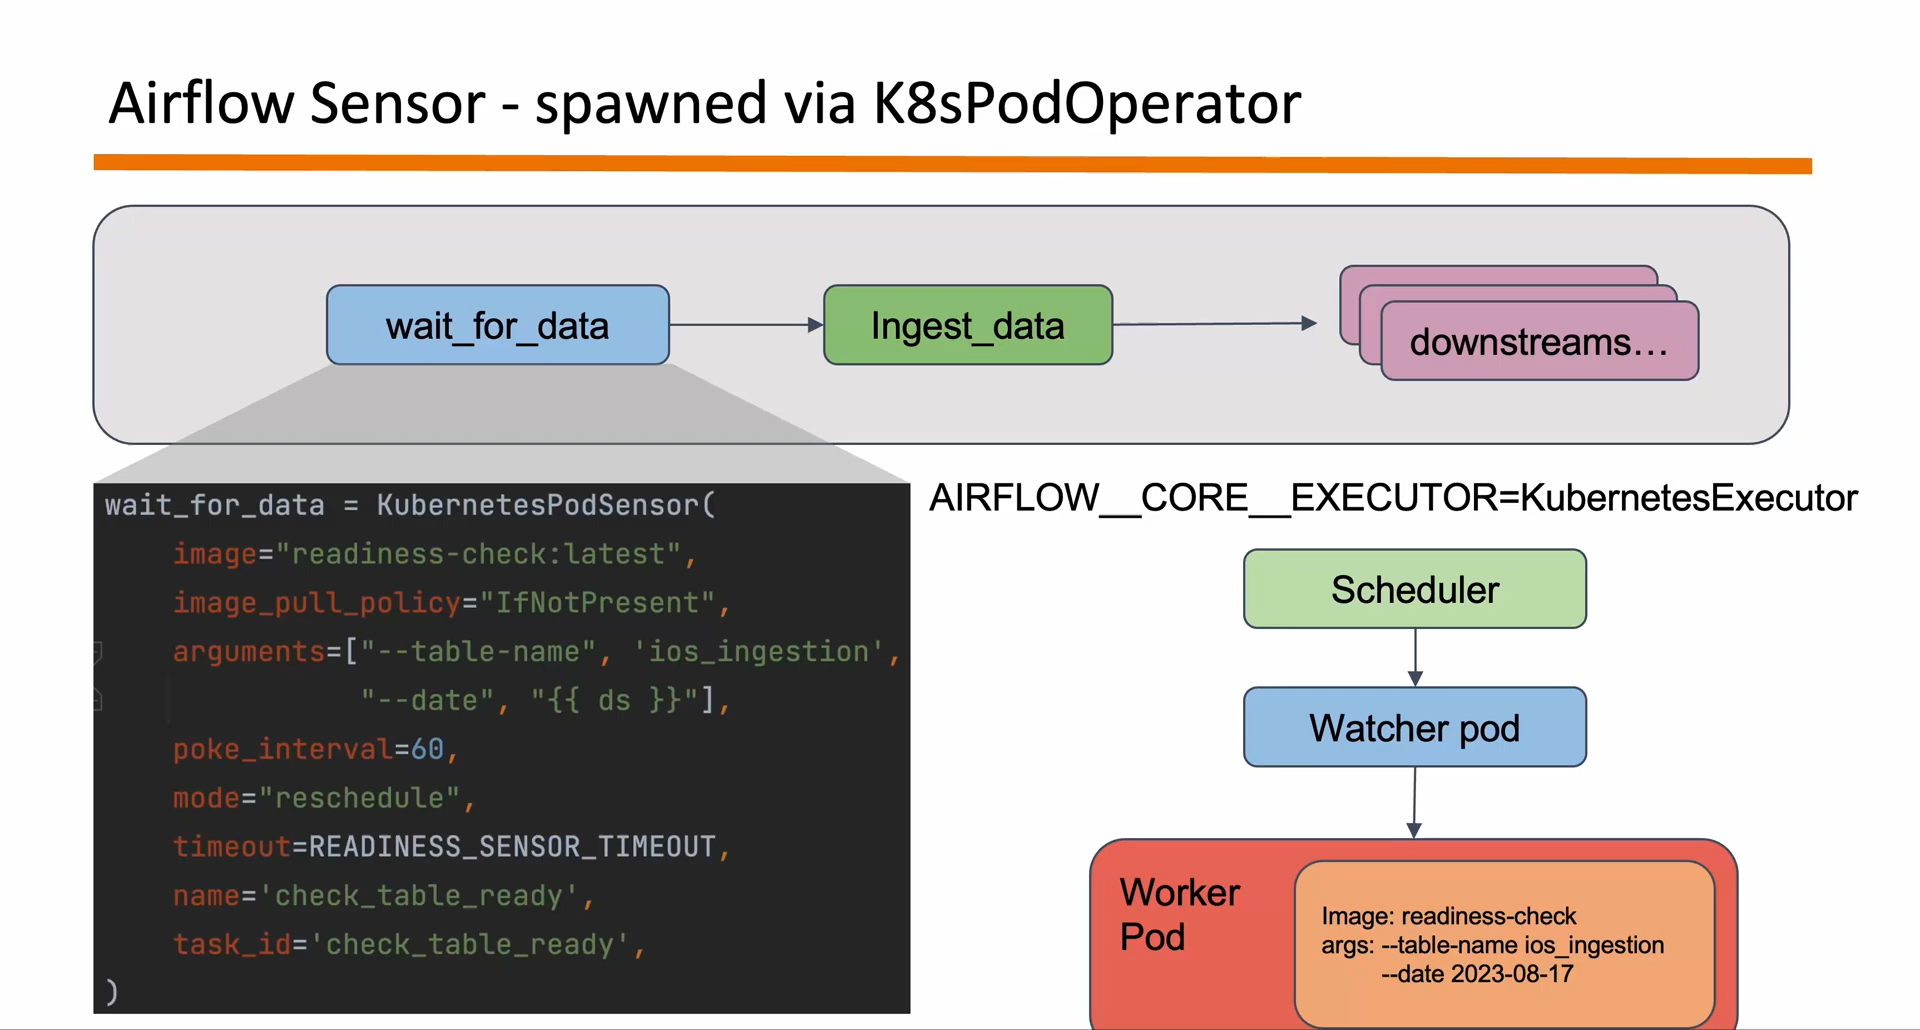 Airflow Sensor - spawned via K8sPodOperator
wait_for_data
Ingest_data
downstreams...
wait_for_data = KubernetesPodSensor(
image="readiness-check:latest",
image_pull_policy="IfNotPresent",
arguments=["--table-name", 'ios_ingestion',
"--date", "{{ ds }}"],
poke_interval=60,
mode="reschedule",
timeout=READINESS_SENSOR_TIMEOUT,
name='check_table_ready',
task_id='check_table_ready',
)
AIRFLOW__CORE__EXECUTOR=KubernetesExecutor
Scheduler
Watcher pod
Worker
Pod
Image: readiness-check
args: --table-name ios_ingestion
--date 2023-08-17